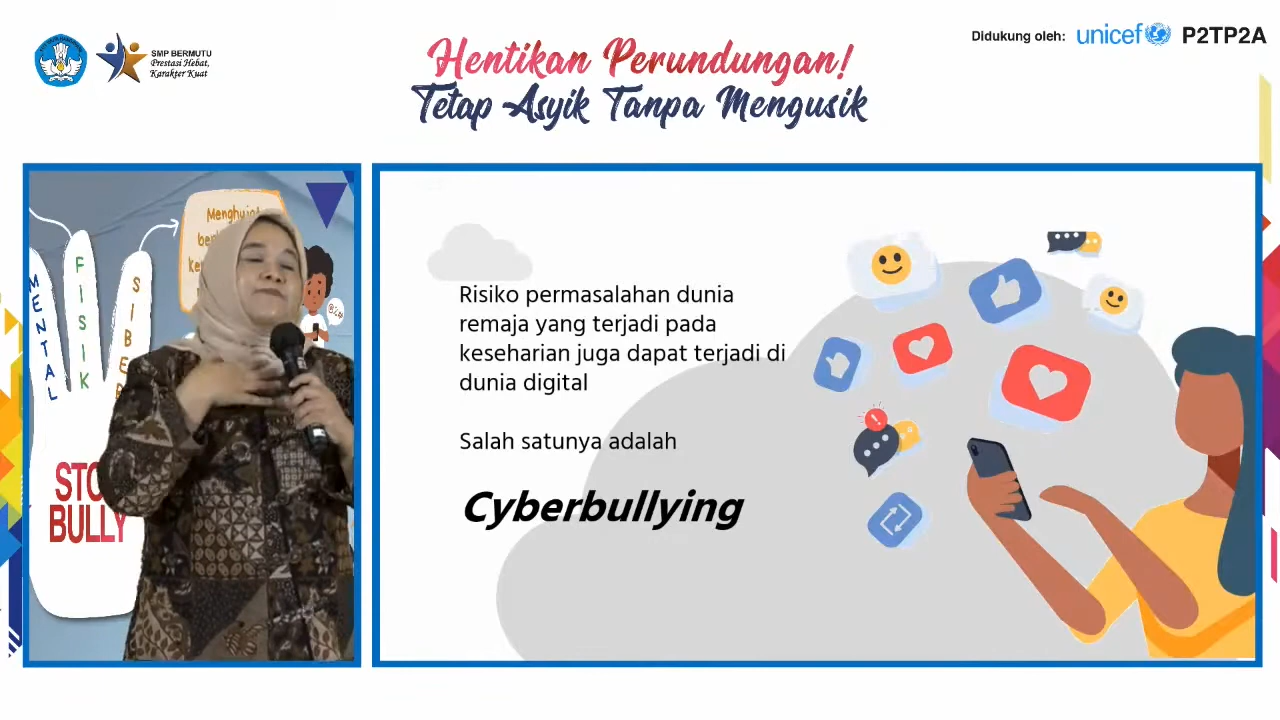 SMP BERMUTU
Prestasi Hebat,
Karakter Kuat
Hentikan Perundungan!
Tetap Asyik Tanpa Mengusik
Didukung oleh: unicef P2TP2A
MENTAL
FISIK
SIBER
STOP
BULLY
Risiko permasalahan dunia
remaja yang terjadi pada
keseharian juga dapat terjadi di
dunia digital
Salah satunya adalah
Cyberbullying